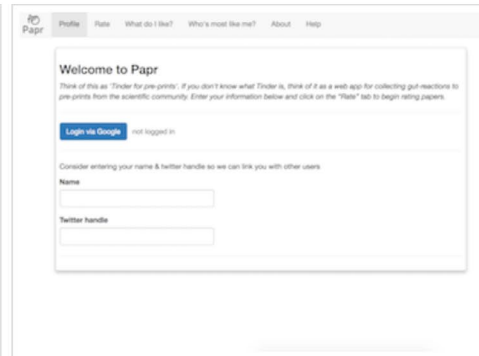 Papr
Profile Rate What do I like? Who's most like me? About Help
Welcome to Papr
Think of this as 'Tinder for pre-prints'. If you don't know what Tinder is, think of it as a web app for collecting gut-reactions to
pre-prints from the scientific community. Enter your information below and click on the "Rate" tab to begin rating papers.
Login via Google not logged in
Consider entering your name & twitter handle so we can link you with other users
Name
Twitter handle